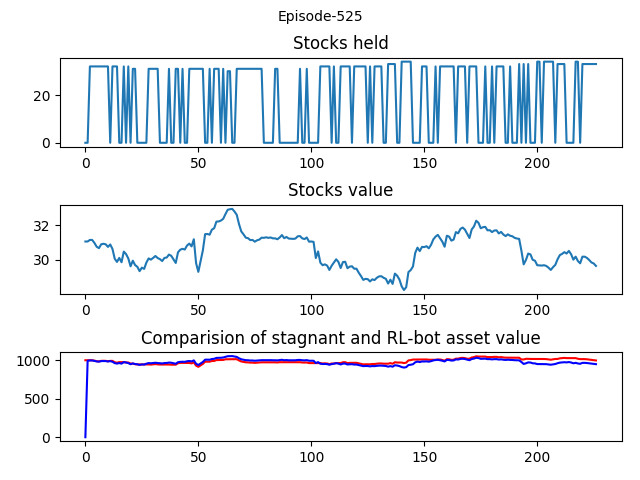 Episode-525
Stocks held
20
0
0 50 100 150 200
Stocks value
32
30
0 50 100 150 200
Comparision of stagnant and RL-bot asset value
1000
500
0
0 50 100 150 200